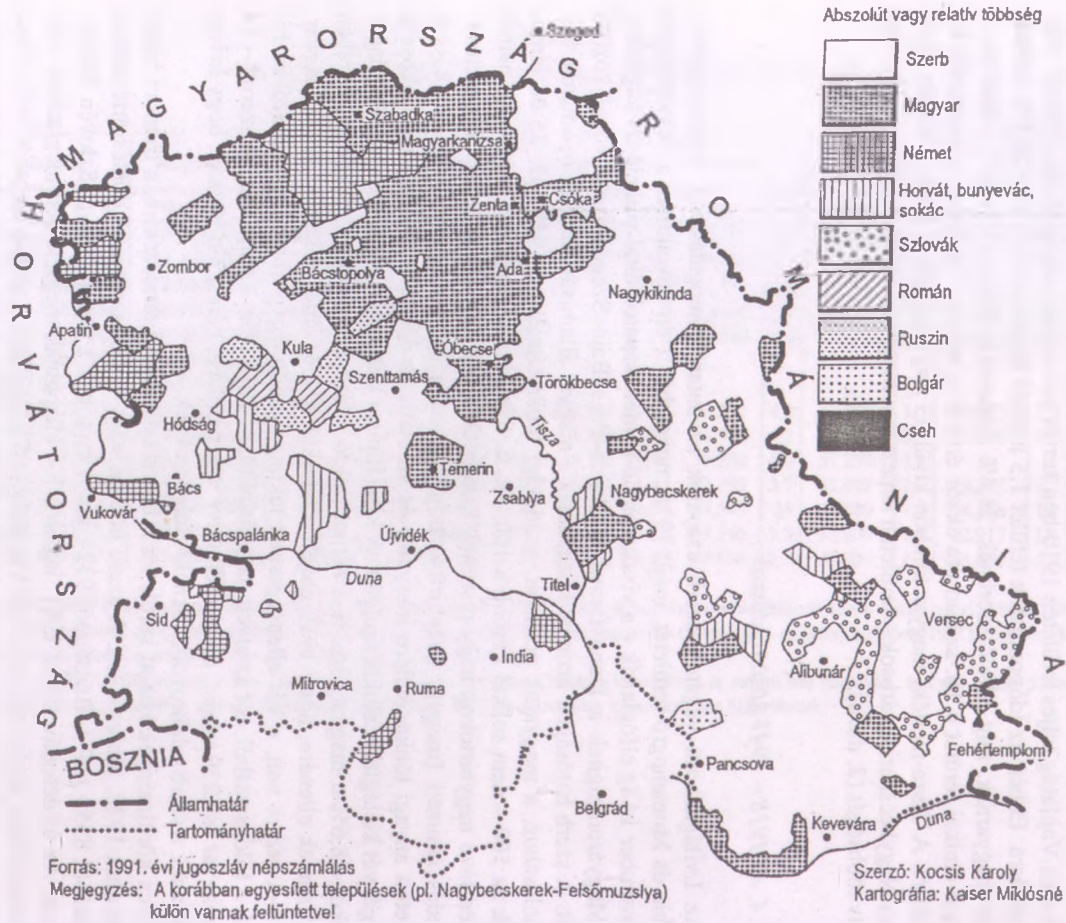 MAGYARORSZÁG
HORVÁTORSZÁG
ROMÁNIA
BOSZNIA
Szeged
Szabadka
Magyarkanizsa
Zenta
Csóka
Zombor
Bácstopolya
Ada
Nagykikinda
Apatin
Kula
Óbecse
Szenttamás
Törökbecse
Hódság
Tisza
Temerin
Bács
Zsablya
Nagybecskerek
Vukovár
Bácspalánka
Újvidék
Duna
Titel
Sid
Versec
India
Alibunár
Mitrovica
Ruma
Fehértemplom
Pancsova
Belgrád
Duna
Kevevára
Abszolút vagy relatív többség
Szerb
Magyar
Német
Horvát, bunyevác,
sokác
Szlovák
Román
Ruszin
Bolgár
Cseh
Államhatár
Tartományhatár
Forrás: 1991. évi jugoszláv népszámlálás
Megjegyzés: A korábban egyesített települések (pl. Nagybecskerek-Felsőmuzslya)
külön vannak feltüntetve!
Szerző: Kocsis Károly
Kartográfia: Kaiser Miklósné